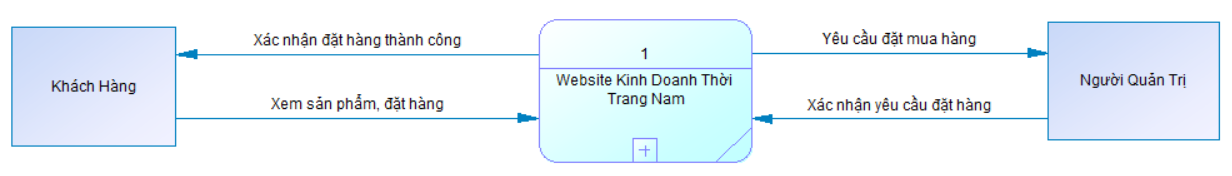 Xác nhận đặt hàng thành công
1
Yêu cầu đặt mua hàng
Khách Hàng
Website Kinh Doanh Thời
Trang Nam
Người Quản Trị
Xem sản phẩm, đặt hàng
Xác nhận yêu cầu đặt hàng